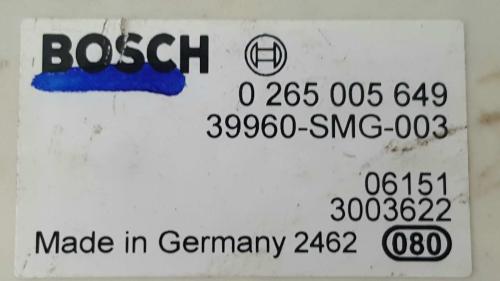 BOSCH
0 265 005 649
39960-SMG-003
06151
3003622
Made in Germany 2462 080